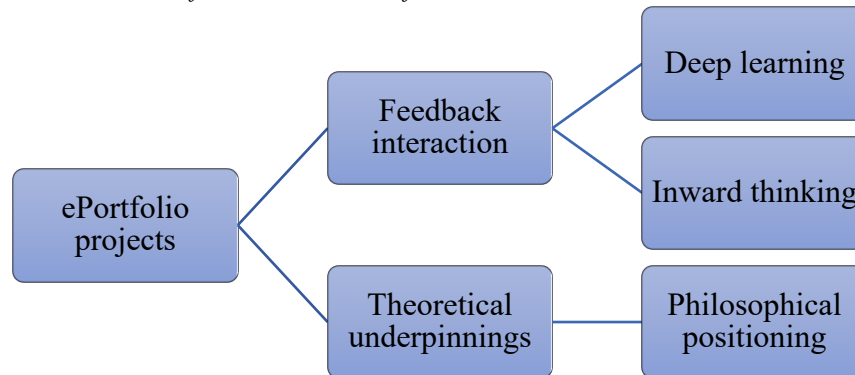 Deep learning
Feedback
interaction
Inward thinking
ePortfolio
projects
Theoretical
underpinnings
Philosophical
positioning